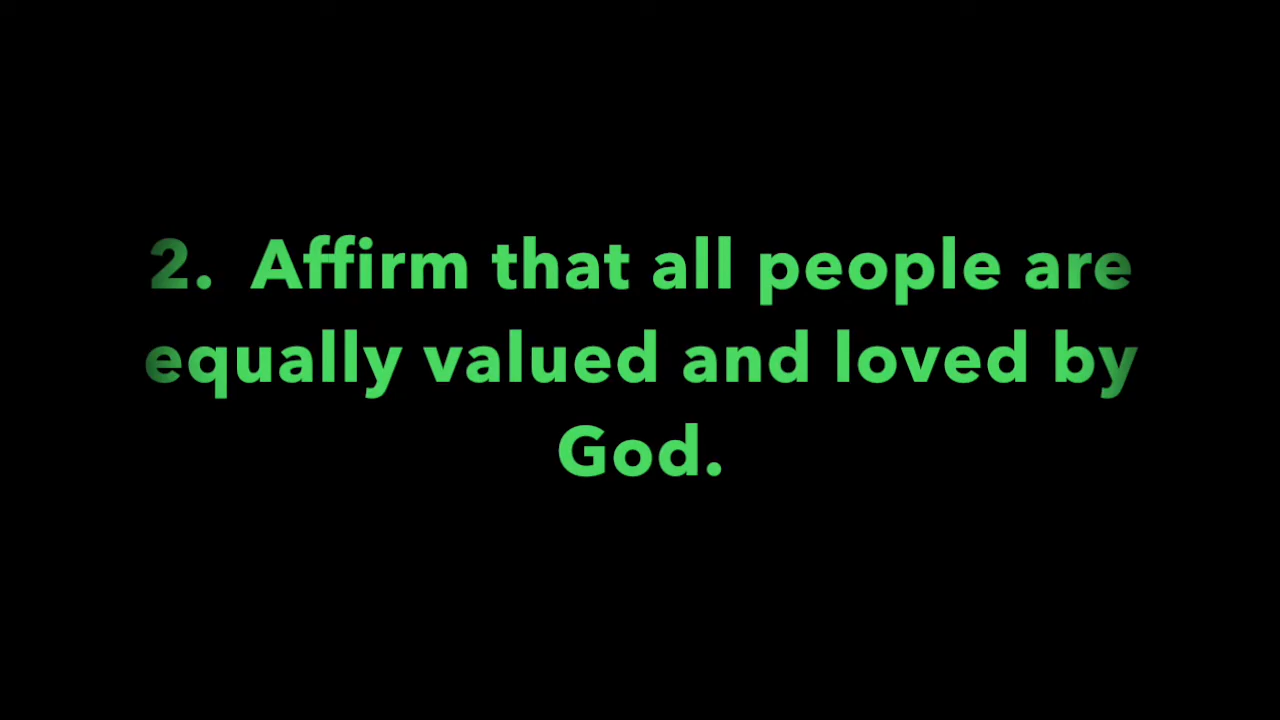 2.  Affirm that all people are
equally valued and loved by
God.